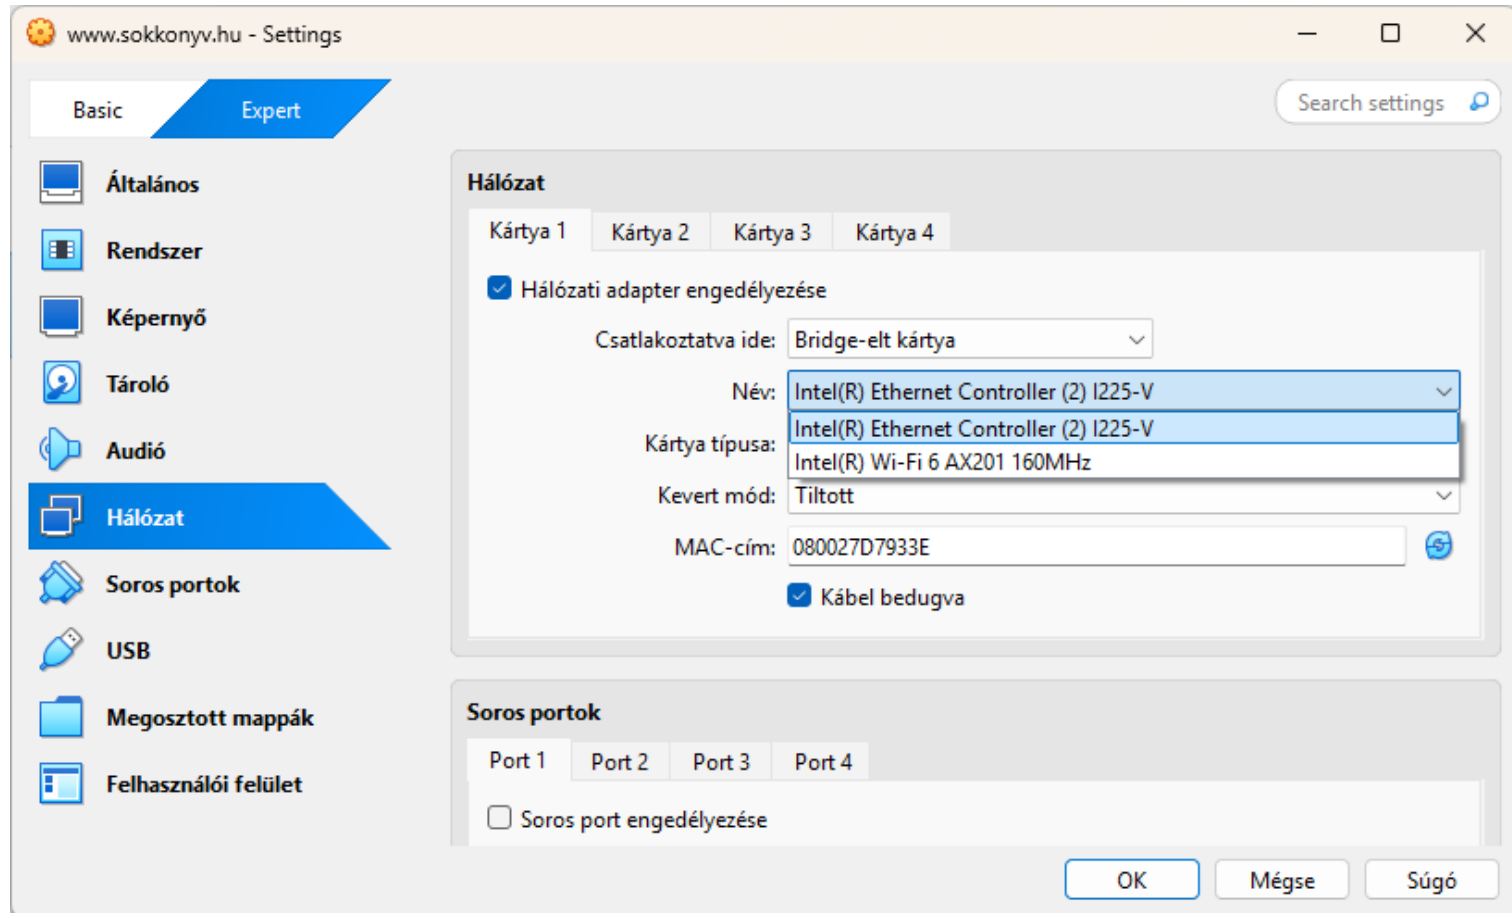 www.sokkonyv.hu - Settings
Basic
Expert
Search settings
Általános
Rendszer
Képernyő
Tároló
Audió
Hálózat
Soros portok
USB
Megosztott mappák
Felhasználói felület
Hálózat
Kártya 1
Kártya 2
Kártya 3
Kártya 4
Hálózati adapter engedélyezése
Csatlakoztatva ide: Bridge-elt kártya
Név: Intel(R) Ethernet Controller (2) I225-V
Intel(R) Ethernet Controller (2) I225-V
Kártya típusa:
Intel(R) Wi-Fi 6 AX201 160MHz
Kevert mód: Tiltott
MAC-cím: 080027D7933E
Kábel bedugva
Soros portok
Port 1
Port 2
Port 3
Port 4
Soros port engedélyezése
OK
Mégse
Súgó